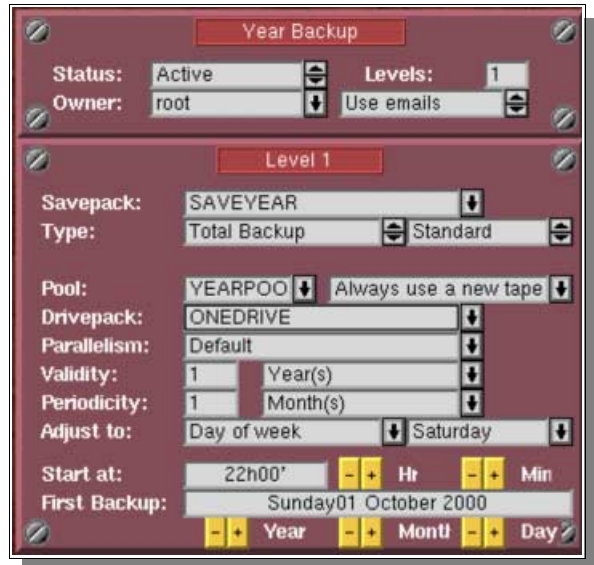 Year Backup
Status: Active Levels: 1
Owner: root Use emails
Level 1
Savepack: SAVEYEAR
Type: Total Backup Standard
Pool: YEARPOO Always use a new tape
Drivepack: ONEDRIVE
Parallelism: Default
Validity: 1 Year(s)
Periodicity: 1 Month(s)
Adjust to: Day of week Saturday
Start at: 22h00' - + Hr - + Min
First Backup: Sunday01 October 2000
- + Year - + Montl - + Day